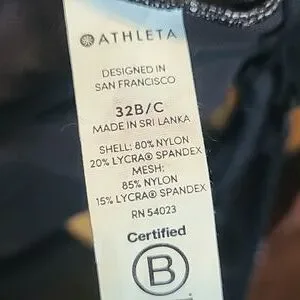 ATHLETA
DESIGNED IN
SAN FRANCISCO
32B/C
MADE IN SRI LANKA
SHELL: 80% NYLON
20% LYCRA® SPANDEX
MESH:
85% NYLON
15% LYCRA® SPANDEX
RN 54023
Certified
B